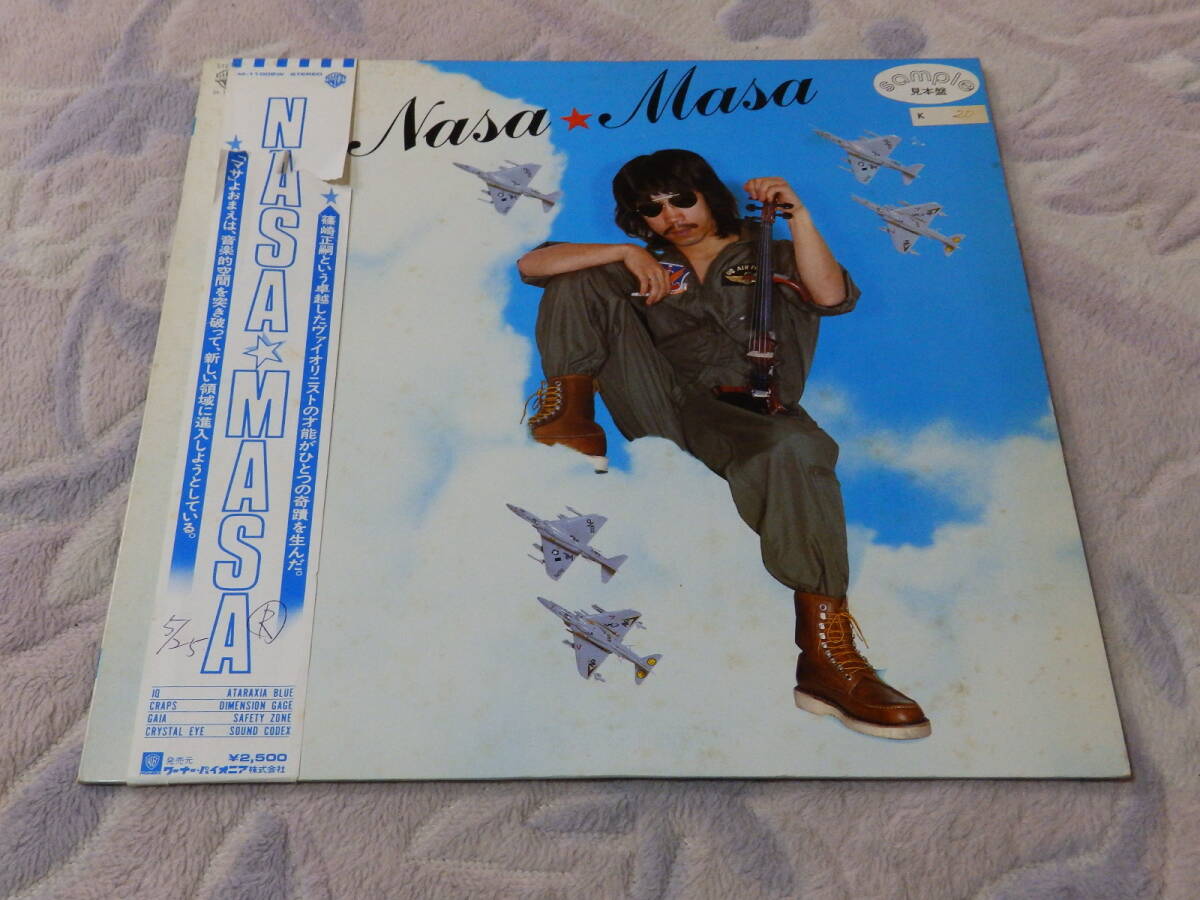 M-11008W STEREO
NASA★MASA
★篠崎正嗣という卓越したヴァイオリニストの才能がひとつの奇蹟を生んだ。
★「マサ」よおまえは、音楽的空間を突き破って、新しい領域に進入しようとしている。
5/25
R
IQ ATARAXIA BLUE
CRAPS DIMENSION GAGE
GAIA SAFETY ZONE
CRYSTAL EYE SOUND CODEX
発売元 ¥2,500
ワーナー・パイオニア株式会社
Nasa★Masa
sample
見本盤
K 20